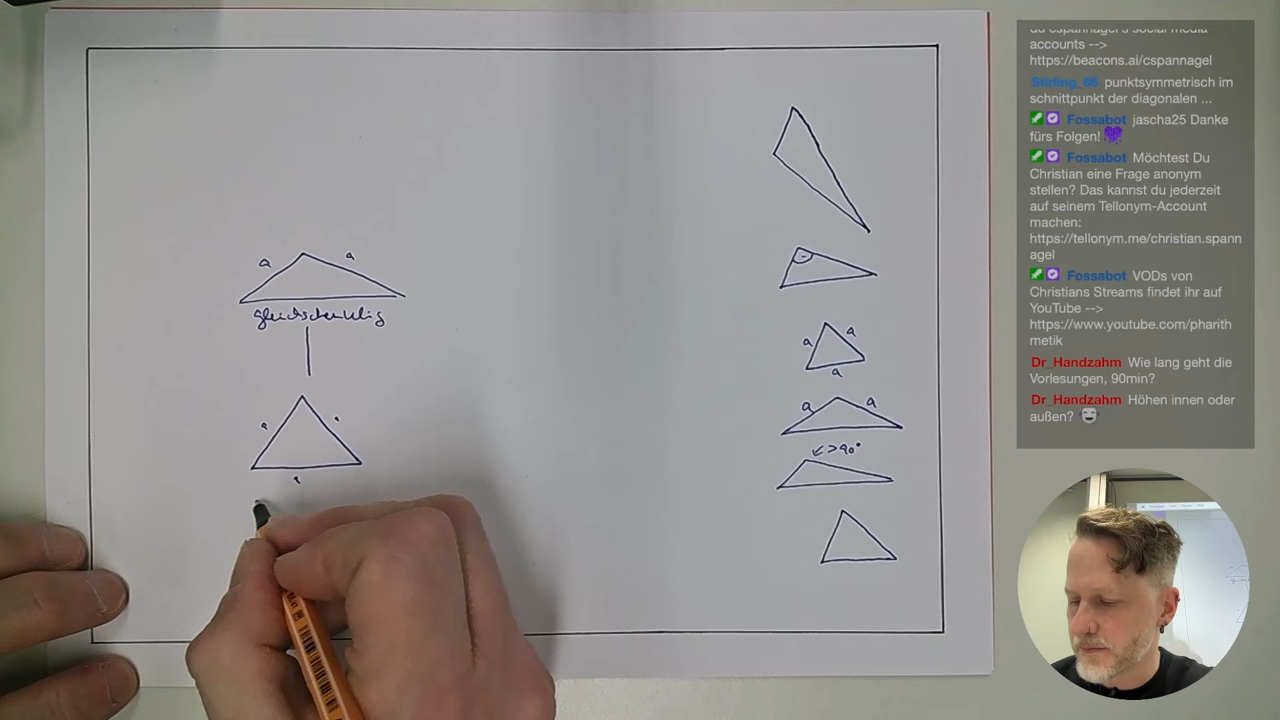 a a
gleichschenklig
a
a
a a
a
a a
∢>90°
du cspannagel's social media
accounts -->
https://beacons.ai/cspannagel
Stirling_66 punktsymmetrisch im
schnittpunkt der diagonalen ...
Fossabot jascha25 Danke
fürs Folgen! 💜
Fossabot Möchtest Du
Christian eine Frage anonym
stellen? Das kannst du jederzeit
auf seinem Tellonym-Account
machen:
https://tellonym.me/christian.spann
agel
Fossabot VODs von
Christians Streams findet ihr auf
YouTube -->
https://www.youtube.com/pharith
metik
Dr_Handzahm Wie lang geht die
Vorlesungen, 90min?
Dr_Handzahm Höhen innen oder
außen?